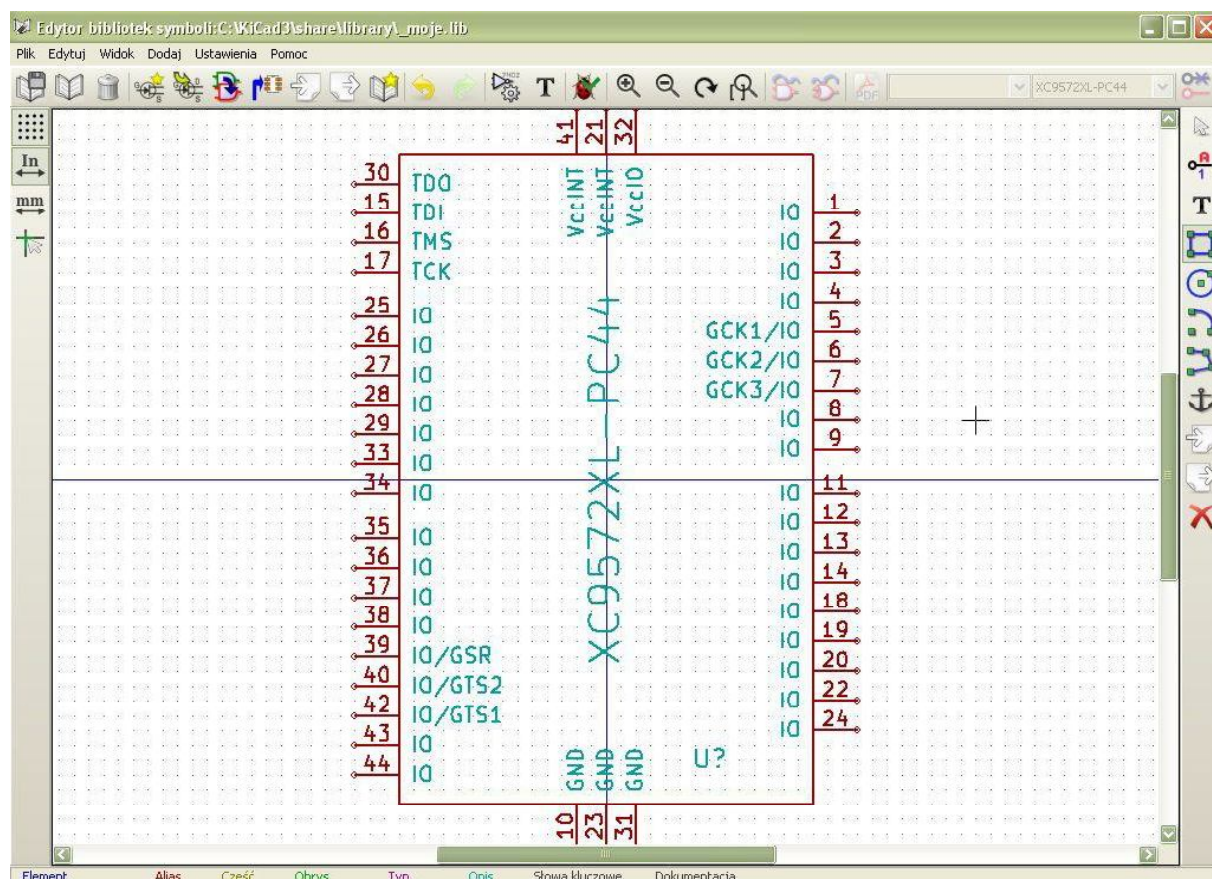 Edytor bibliotek symboli:C:\KiCad3\share\library\_moje.lib
Plik Edytuj Widok Dodaj Ustawienia Pomoc
T XC9572XL-PC44
In
mm
A
1
T
41 21 32
VccINT VccINT VccIO
30 TDO
15 TDI
16 TMS
17 TCK
25 IO
26 IO
27 IO
28 IO
29 IO
33 IO
34 IO
35 IO
36 IO
37 IO
38 IO
39 IO/GSR
40 IO/GTS2
42 IO/GTS1
43 IO
44 IO
XC9572XL-PC44
IO 1
IO 2
IO 3
IO 4
GCK1/IO 5
GCK2/IO 6
GCK3/IO 7
IO 8
IO 9
IO 11
IO 12
IO 13
IO 14
IO 18
IO 19
IO 20
IO 22
IO 24
U?
GND GND GND
10 23 31
Element Alias Część Obrys Typ Opis Słowa kluczowe Dokumentacja